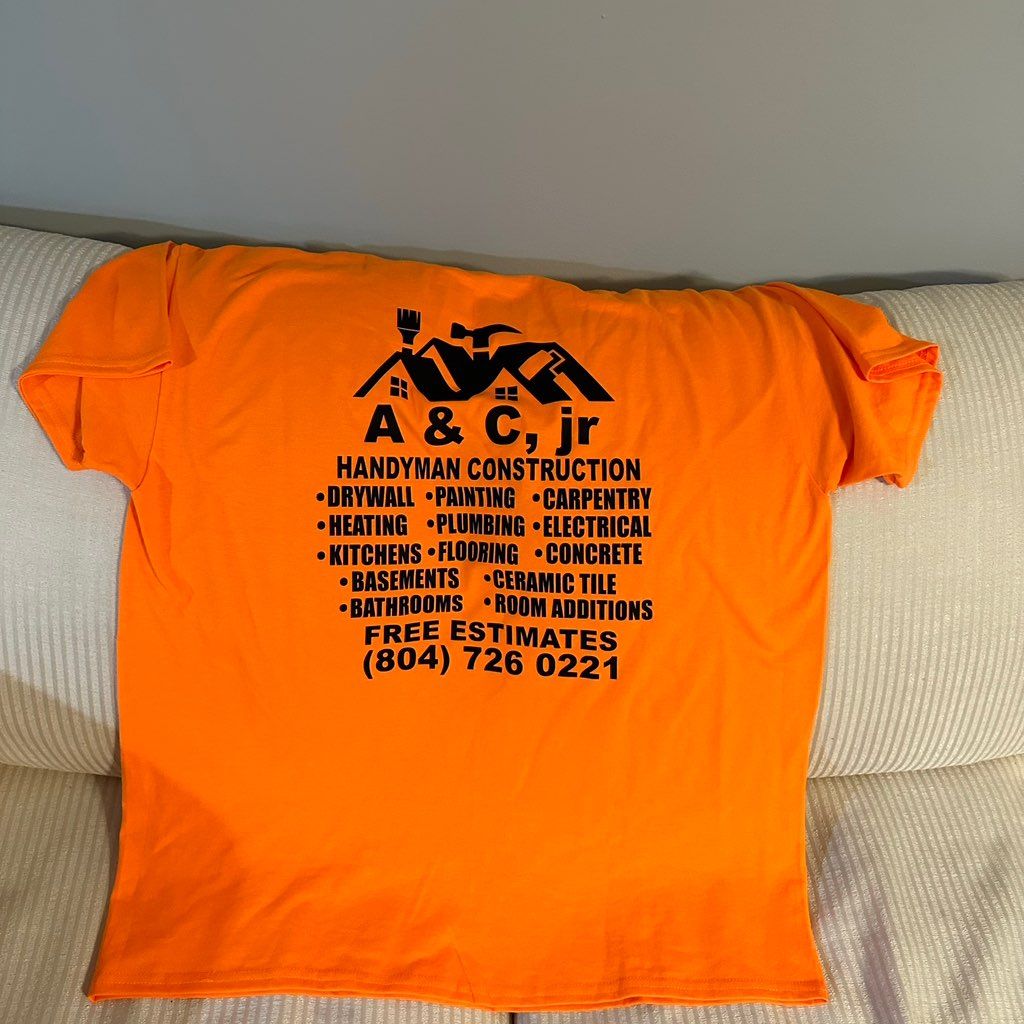 A & C, jr
HANDYMAN CONSTRUCTION
•DRYWALL •PAINTING •CARPENTRY
•HEATING •PLUMBING •ELECTRICAL
•KITCHENS •FLOORING •CONCRETE
•BASEMENTS •CERAMIC TILE
•BATHROOMS •ROOM ADDITIONS
FREE ESTIMATES
(804) 726 0221